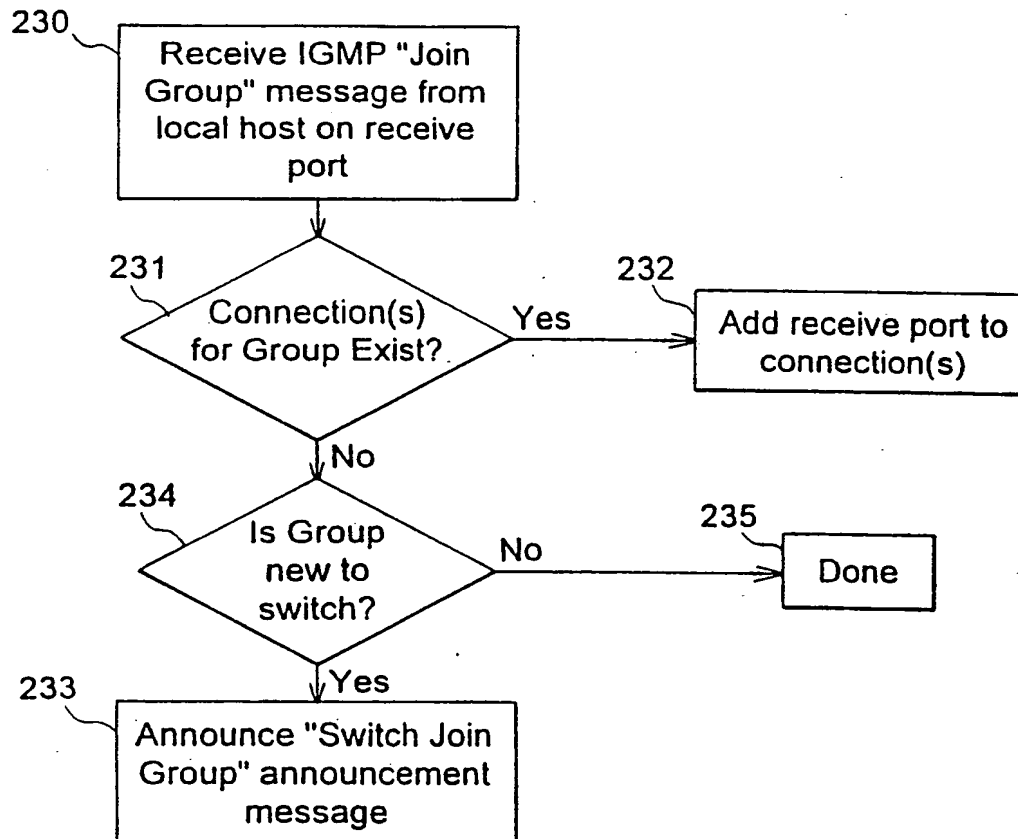 230
Receive IGMP "Join
Group" message from
local host on receive
port
231
Connection(s)
for Group Exist?
Yes
232
Add receive port to
connection(s)
No
234
Is Group
new to
switch?
No
235
Done
Yes
233
Announce "Switch Join
Group" announcement
message